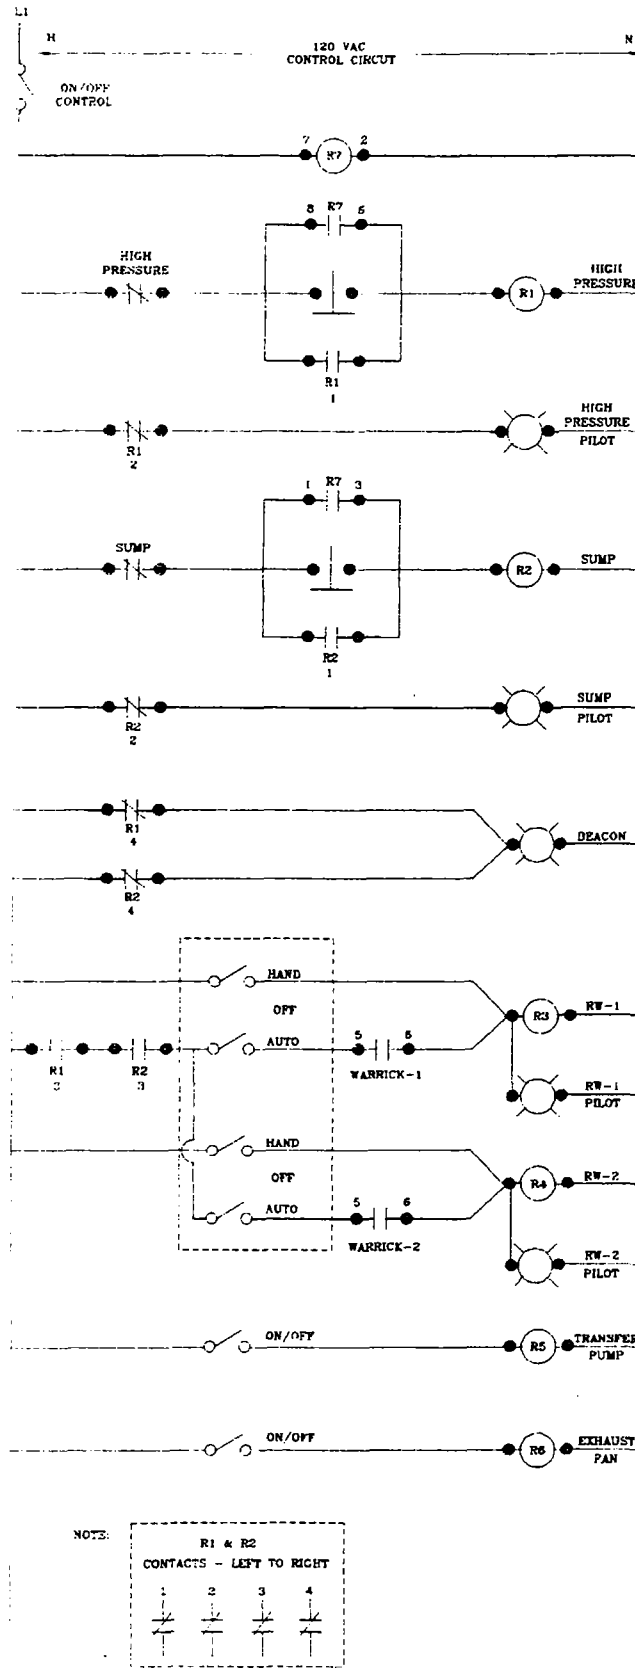 L1
H
120 VAC
N
CONTROL CIRCUT
ON/OFF
CONTROL
7
R7
2
8
R7
6
HIGH
PRESSURE
R1
HIGH
PRESSURE
R1
1
R1
2
HIGH
PRESSURE
PILOT
1
R7
3
SUMP
R2
SUMP
R2
1
R2
2
SUMP
PILOT
R1
4
BEACON
R2
4
HAND
OFF
R3
RW-1
R1
3
R2
3
AUTO
5
6
WARRICK-1
RW-1
PILOT
HAND
OFF
R4
RW-2
AUTO
5
6
WARRICK-2
RW-2
PILOT
ON/OFF
R5
TRANSFER
PUMP
ON/OFF
R6
EXHAUST
FAN
NOTE:
R1 & R2
CONTACTS - LEFT TO RIGHT
1
2
3
4